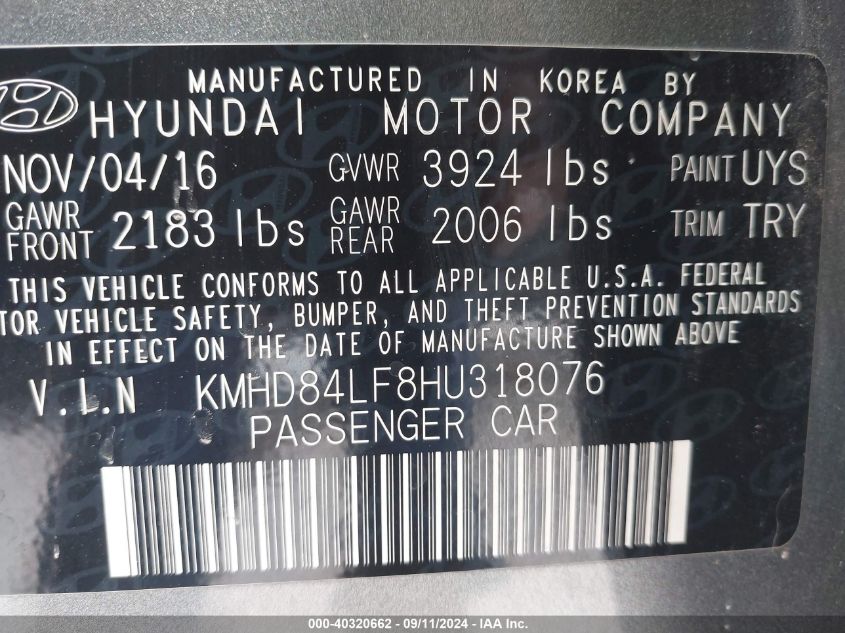 MANUFACTURED IN KOREA BY
HYUNDAI MOTOR COMPANY
NOV/04/16 GVWR 3924 lbs PAINT UYS
GAWR FRONT 2183 lbs GAWR REAR 2006 lbs TRIM TRY
THIS VEHICLE CONFORMS TO ALL APPLICABLE U.S.A. FEDERAL
TOR VEHICLE SAFETY, BUMPER, AND THEFT PREVENTION STANDARDS
IN EFFECT ON THE DATE OF MANUFACTURE SHOWN ABOVE
V.I.N KMHD84LF8HU318076
PASSENGER CAR
000-40320662 - 09/11/2024 - IAA Inc.